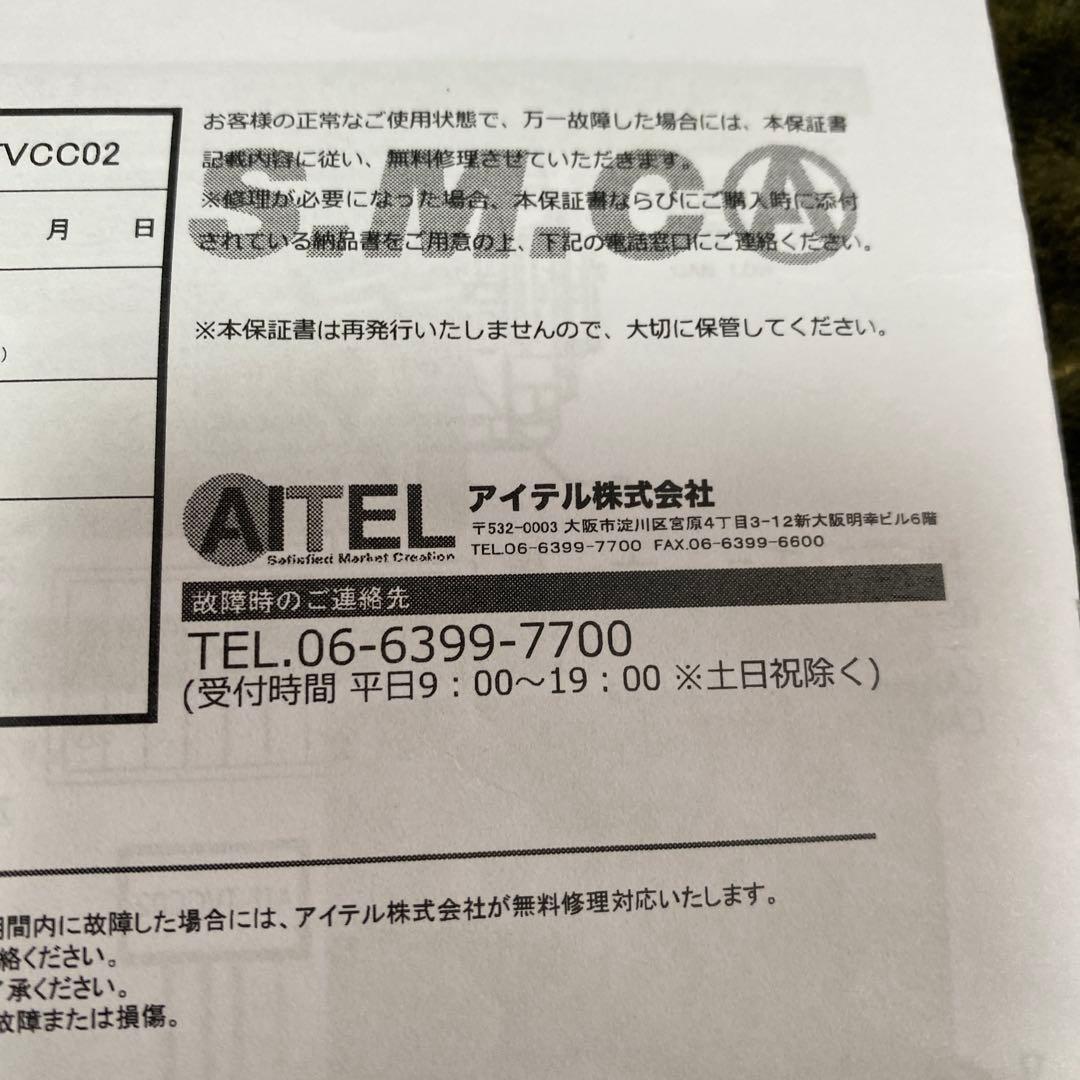 TVCC02
月 日
)
お客様の正常なご使用状態で、万一故障した場合には、本保証書
記載内容に従い、無料修理させていただきます。
※修理が必要になった場合、本保証書ならびにご購入時に添付
されている納品書をご用意の上、下記の電話窓口にご連絡ください。
S.M.C A
※本保証書は再発行いたしませんので、大切に保管してください。
AITEL
Satisfied Market Creation
アイテル株式会社
〒532-0003 大阪市淀川区宮原4丁目3-12新大阪明幸ビル6階
TEL.06-6399-7700 FAX.06-6399-6600
故障時のご連絡先
TEL.06-6399-7700
(受付時間 平日9：00～19：00 ※土日祝除く)
間内に故障した場合には、アイテル株式会社が無料修理対応いたします。
絡ください。
承ください。
故障または損傷。